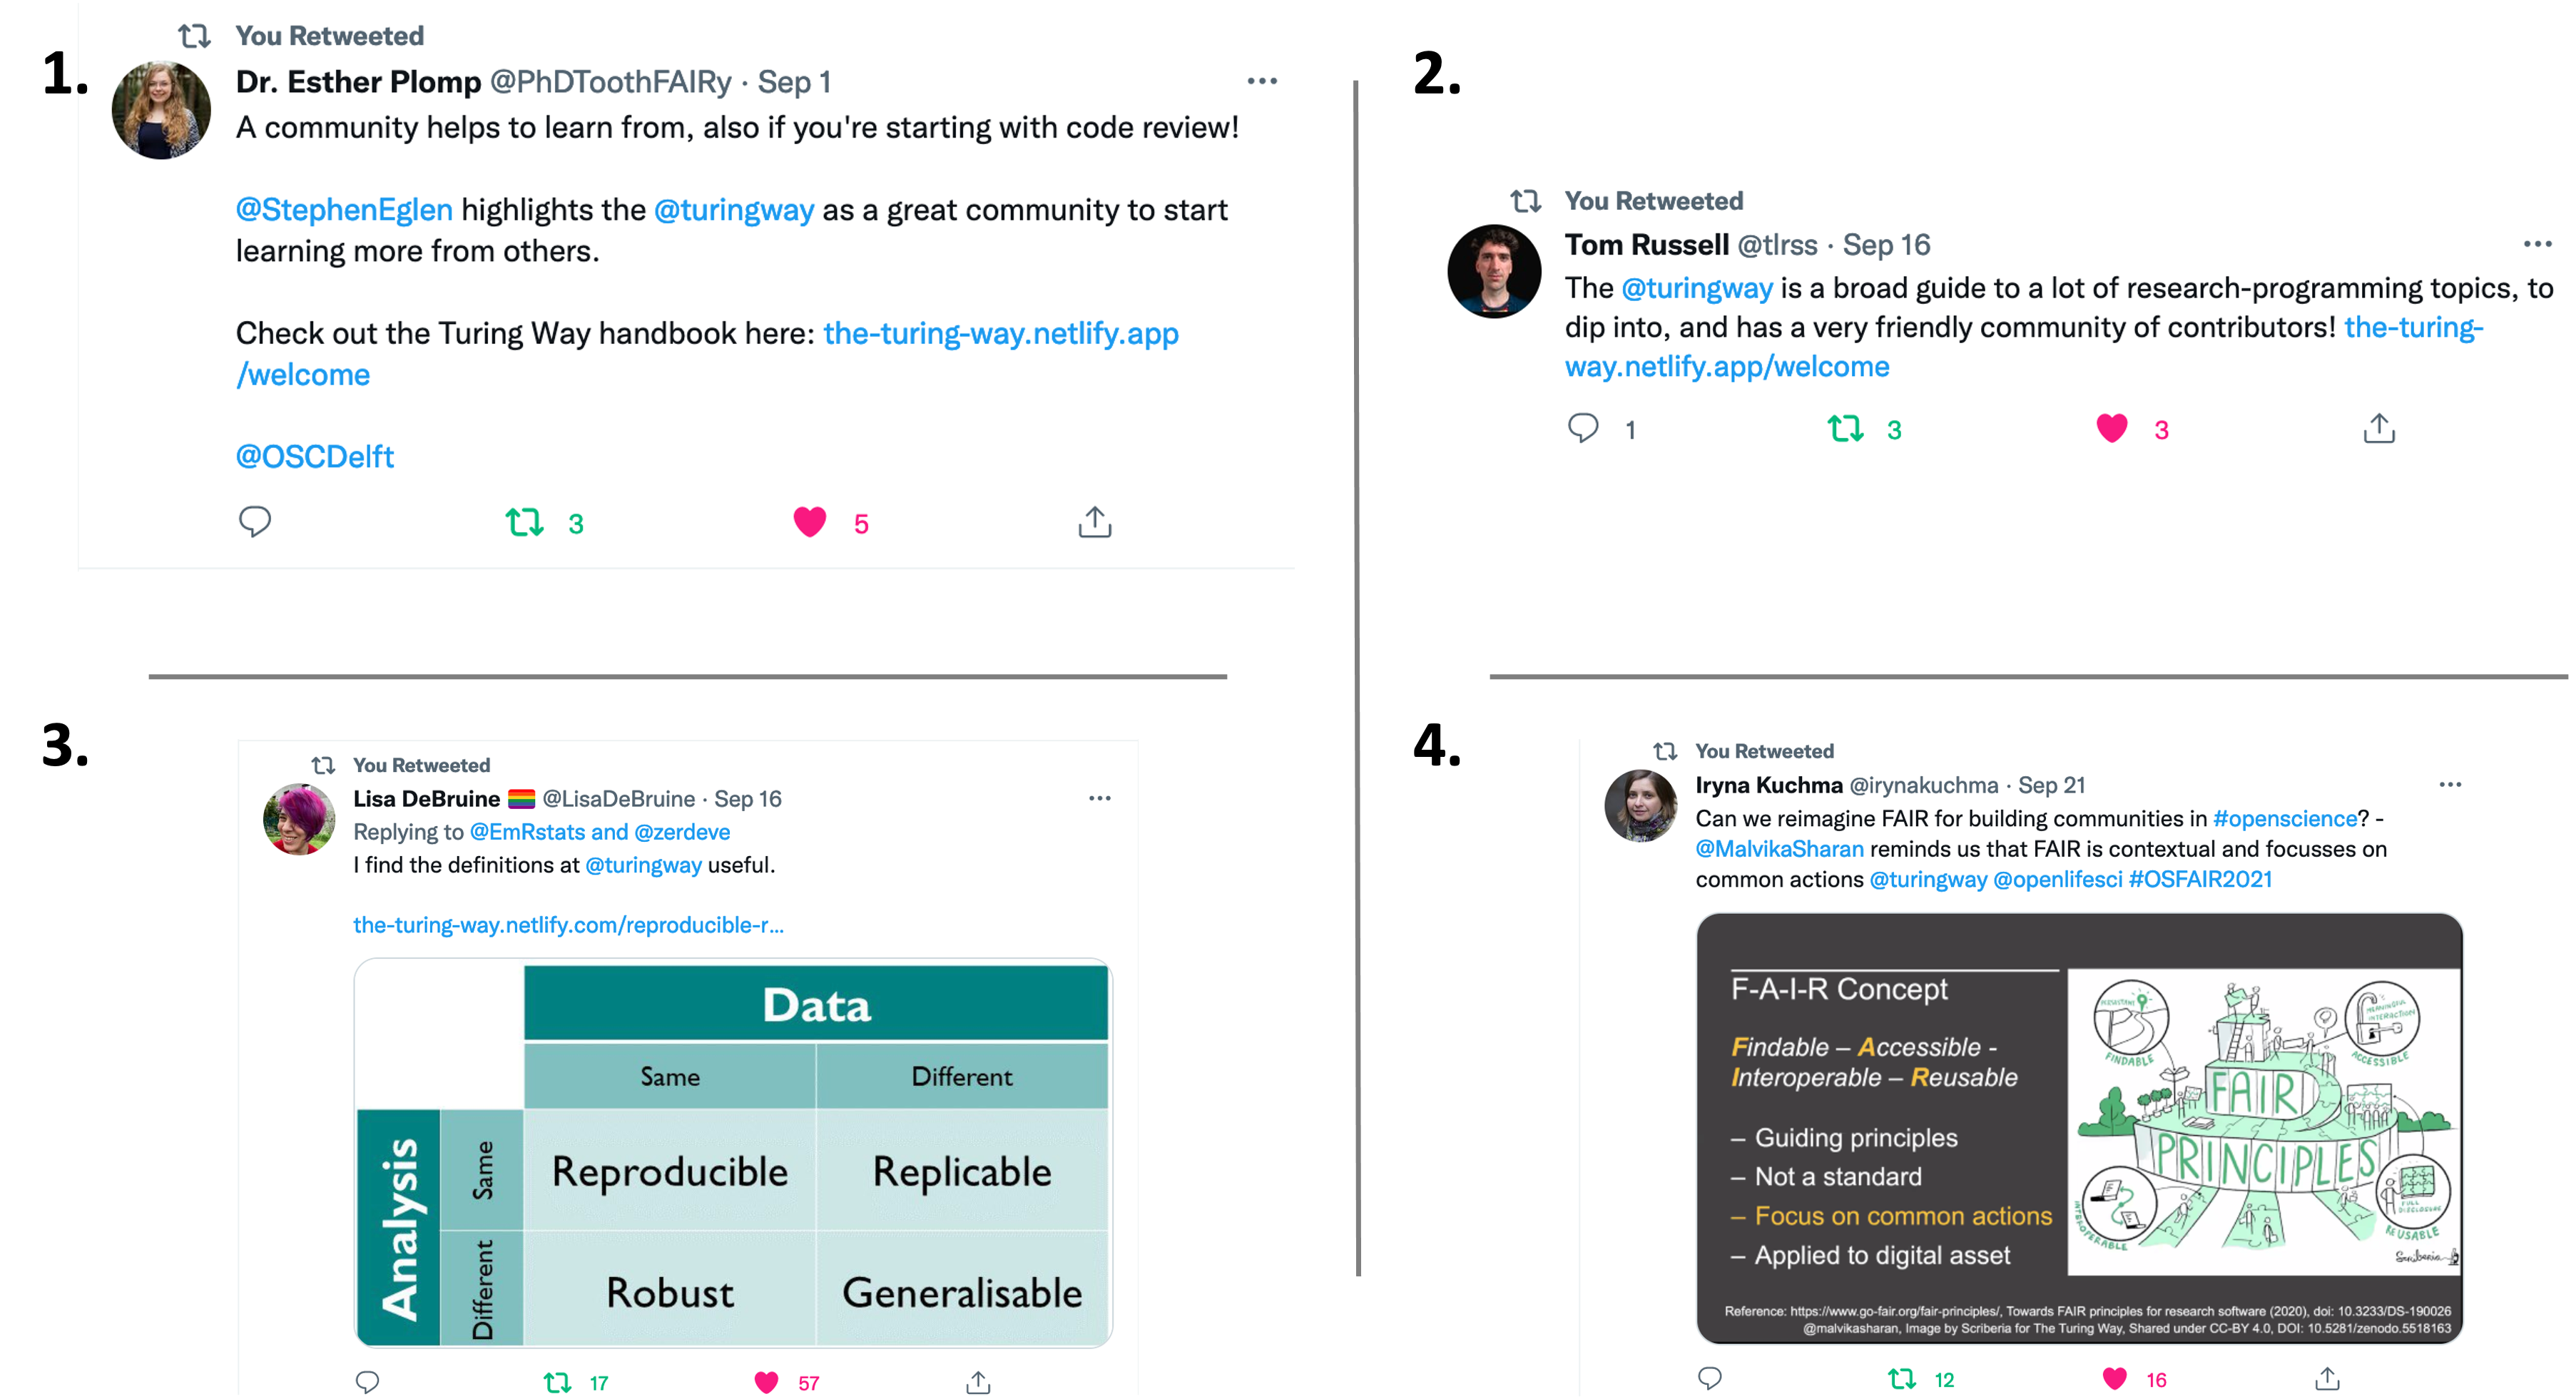 1.
You Retweeted
Dr. Esther Plomp @PhDToothFAIRy · Sep 1
A community helps to learn from, also if you're starting with code review!
@StephenEglen highlights the @turingway as a great community to start
learning more from others.
Check out the Turing Way handbook here: the-turing-way.netlify.app
/welcome
@OSCDelft
3 5
2.
You Retweeted
Tom Russell @tlrss · Sep 16
The @turingway is a broad guide to a lot of research-programming topics, to
dip into, and has a very friendly community of contributors! the-turing-
way.netlify.app/welcome
1 3 3
3.
You Retweeted
Lisa DeBruine 🏳️‍🌈 @LisaDeBruine · Sep 16
Replying to @EmRstats and @zerdeve
I find the definitions at @turingway useful.
the-turing-way.netlify.com/reproducible-r...
Data
Same Different
Analysis
Same
Reproducible Replicable
Different
Robust Generalisable
17 57
4.
You Retweeted
Iryna Kuchma @irynakuchma · Sep 21
Can we reimagine FAIR for building communities in #openscience? -
@MalvikaSharan reminds us that FAIR is contextual and focusses on
common actions @turingway @openlifesci #OSFAIR2021
F-A-I-R Concept
Findable – Accessible -
Interoperable – Reusable
– Guiding principles
– Not a standard
– Focus on common actions
– Applied to digital asset
PERSISTENT
FINDABLE
MEANINGFUL
INTERACTION
ACCESSIBLE
FAIR
PRINCIPLES
INTEROPERABLE
FULL
DISCLOSURE
REUSABLE
Scriberia
Reference: https://www.go-fair.org/fair-principles/, Towards FAIR principles for research software (2020), doi: 10.3233/DS-190026
@malvikasharan, Image by Scriberia for The Turing Way, Shared under CC-BY 4.0, DOI: 10.5281/zenodo.5518163
12 16